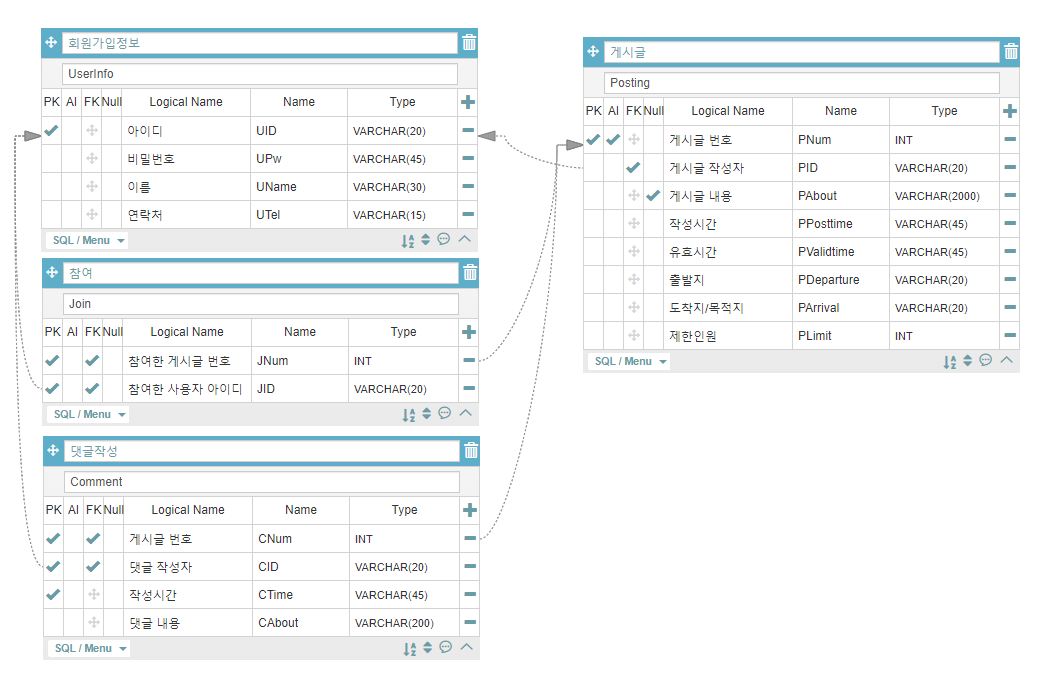 회원가입정보
UserInfo
PK AI FK Null Logical Name Name Type
아이디 UID VARCHAR(20)
비밀번호 UPw VARCHAR(45)
이름 UName VARCHAR(30)
연락처 UTel VARCHAR(15)
SQL / Menu
참여
Join
PK AI FK Null Logical Name Name Type
참여한 게시글 번호 JNum INT
참여한 사용자 아이디 JID VARCHAR(20)
SQL / Menu
댓글작성
Comment
PK AI FK Null Logical Name Name Type
게시글 번호 CNum INT
댓글 작성자 CID VARCHAR(20)
작성시간 CTime VARCHAR(45)
댓글 내용 CAbout VARCHAR(200)
SQL / Menu
게시글
Posting
PK AI FK Null Logical Name Name Type
게시글 번호 PNum INT
게시글 작성자 PID VARCHAR(20)
게시글 내용 PAbout VARCHAR(2000)
작성시간 PPosttime VARCHAR(45)
유효시간 PValidtime VARCHAR(45)
출발지 PDeparture VARCHAR(20)
도착지/목적지 PArrival VARCHAR(20)
제한인원 PLimit INT
SQL / Menu